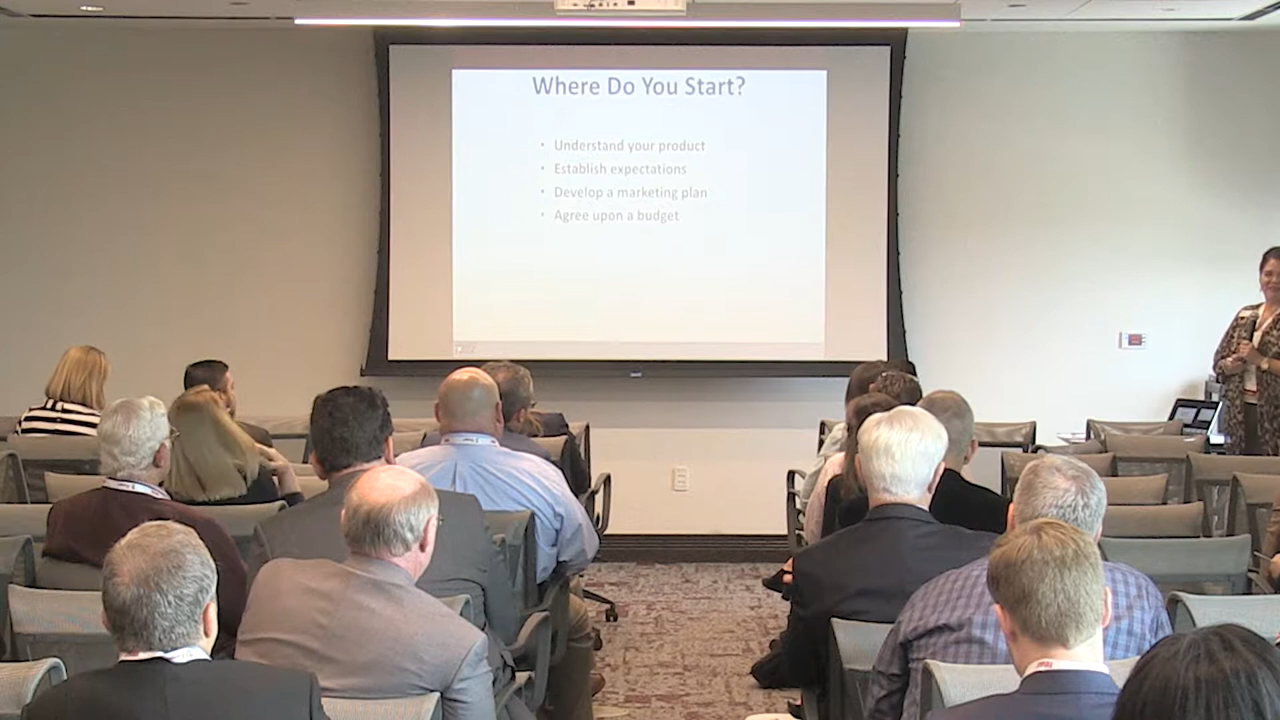 Where Do You Start?
• Understand your product
• Establish expectations
• Develop a marketing plan
• Agree upon a budget